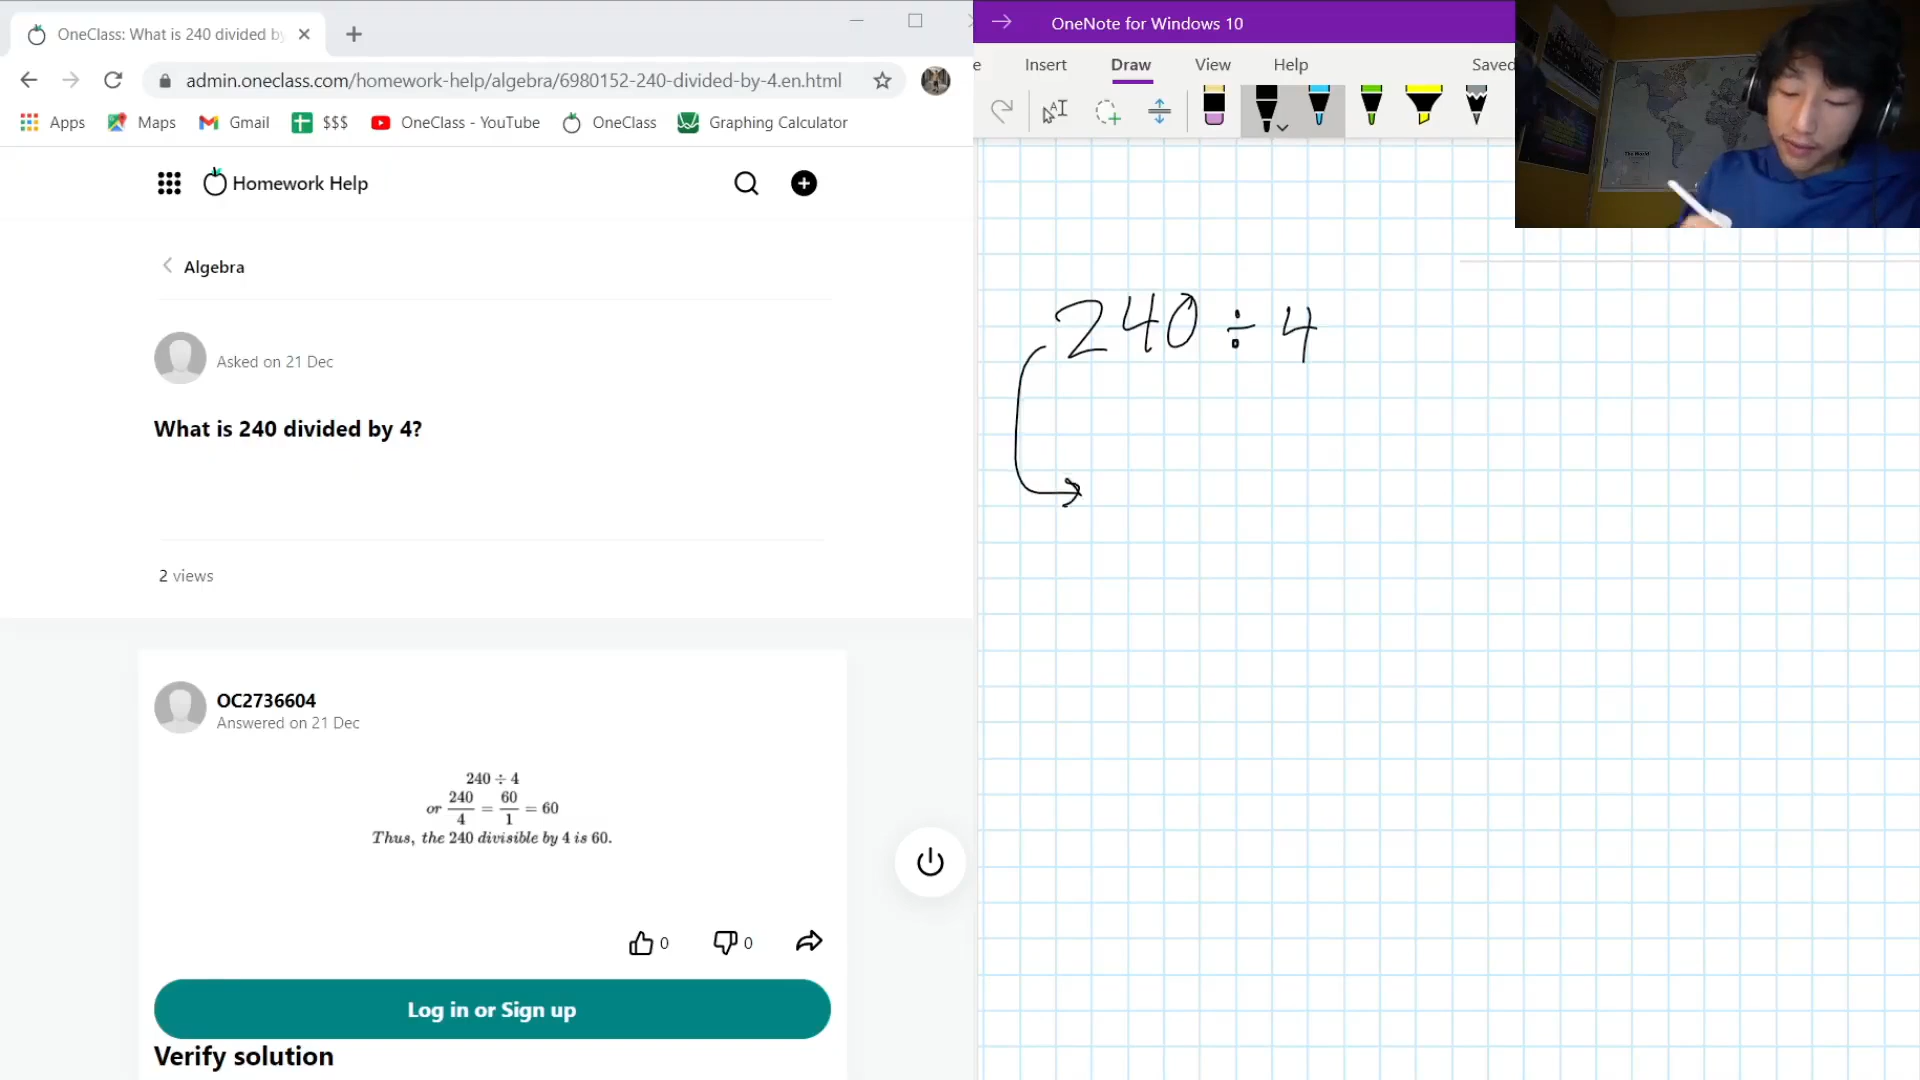 OneClass: What is 240 divided by
admin.oneclass.com/homework-help/algebra/6980152-240-divided-by-4.en.html
Apps Maps Gmail $$$ OneClass - YouTube OneClass Graphing Calculator
Homework Help
Algebra
Asked on 21 Dec
What is 240 divided by 4?
2 views
OC2736604
Answered on 21 Dec
240 ÷ 4
or 240/4 = 60/1 = 60
Thus, the 240 divisible by 4 is 60.
0 0
Log in or Sign up
Verify solution
OneNote for Windows 10
e Insert Draw View Help Saved
240 ÷ 4
The World